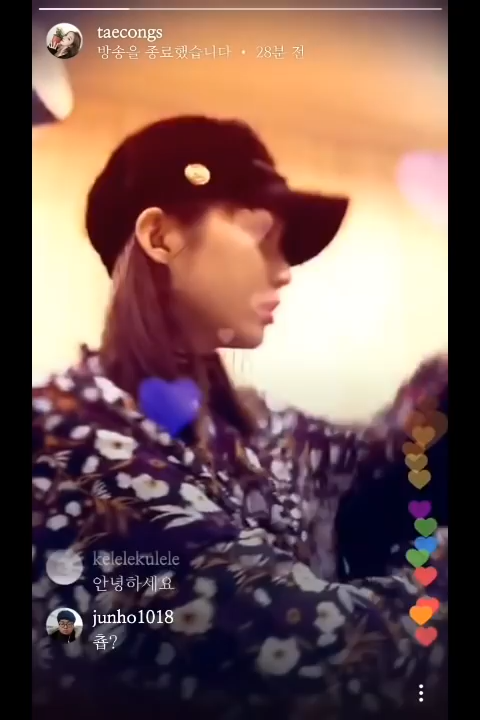 taecongs
방송을 종료했습니다 • 28분 전
kelelekulele
안녕하세요
junho1018
춉?